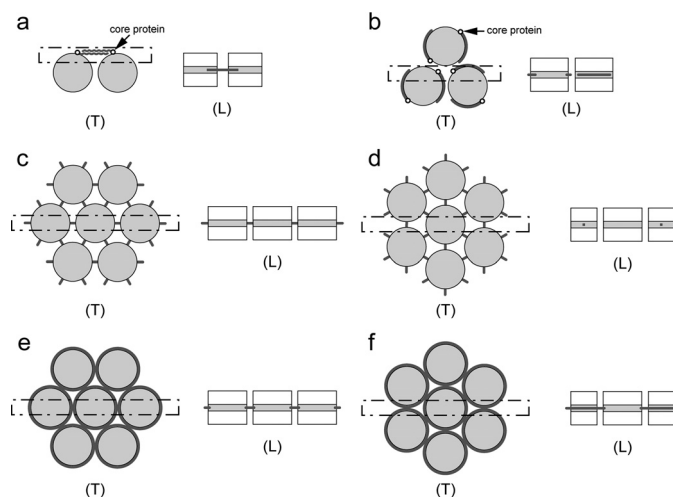 a
core protein
(T)
(L)
b
core protein
(T)
(L)
c
(T)
(L)
d
(T)
(L)
e
(T)
(L)
f
(T)
(L)